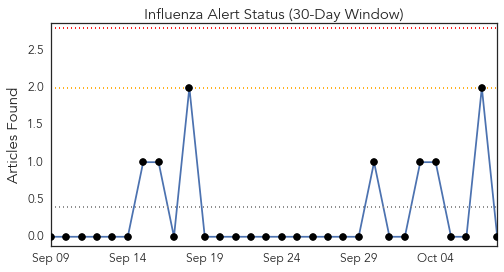 Influenza Alert Status (30-Day Window)
Articles Found
2.5
2.0
1.5
1.0
0.5
0.0
Sep 09 Sep 14 Sep 19 Sep 24 Sep 29 Oct 04